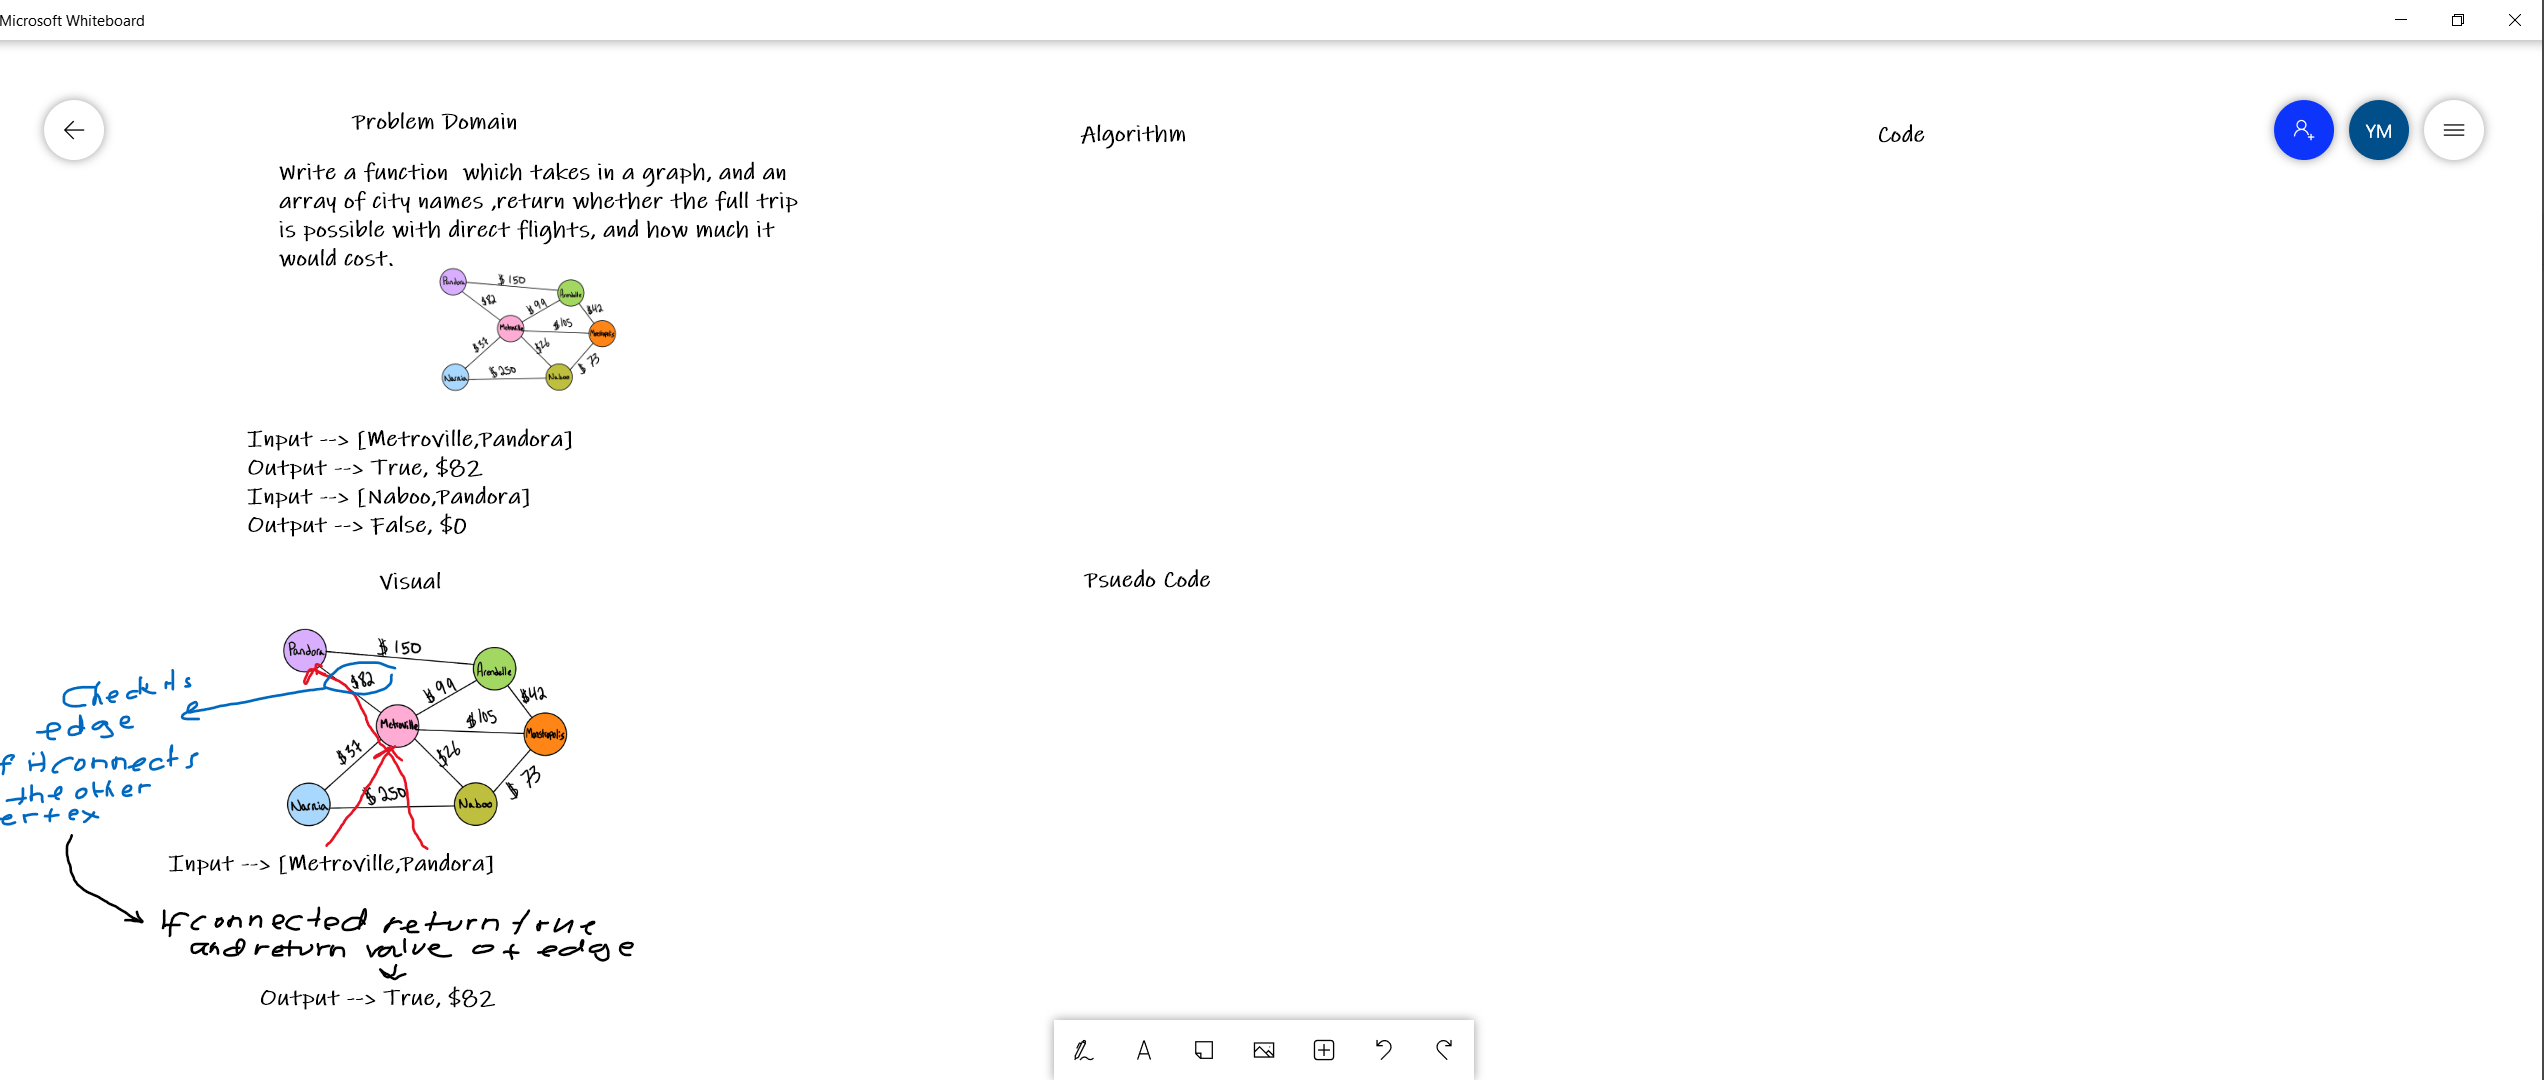 Microsoft Whiteboard
Problem Domain
Algorithm
Code
YM
Write a function which takes in a graph, and an
array of city names ,return whether the full trip
is possible with direct flights, and how much it
would cost.
Pandora
$150
Arendelle
$82
$99
$42
Metroville
$105
Monstropolis
$37
$26
$73
Narnia
$250
Naboo
Input --> [Metroville,Pandora]
Output --> True, $82
Input --> [Naboo,Pandora]
Output --> False, $0
Visual
Psuedo Code
Pandora
$150
Arendelle
$82
$99
$42
Metroville
$105
Monstropolis
$37
$26
$73
Narnia
$250
Naboo
Check its
edge
f it connects
the other
ertex
Input --> [Metroville,Pandora]
If connected return true
and return value of edge
Output --> True, $82